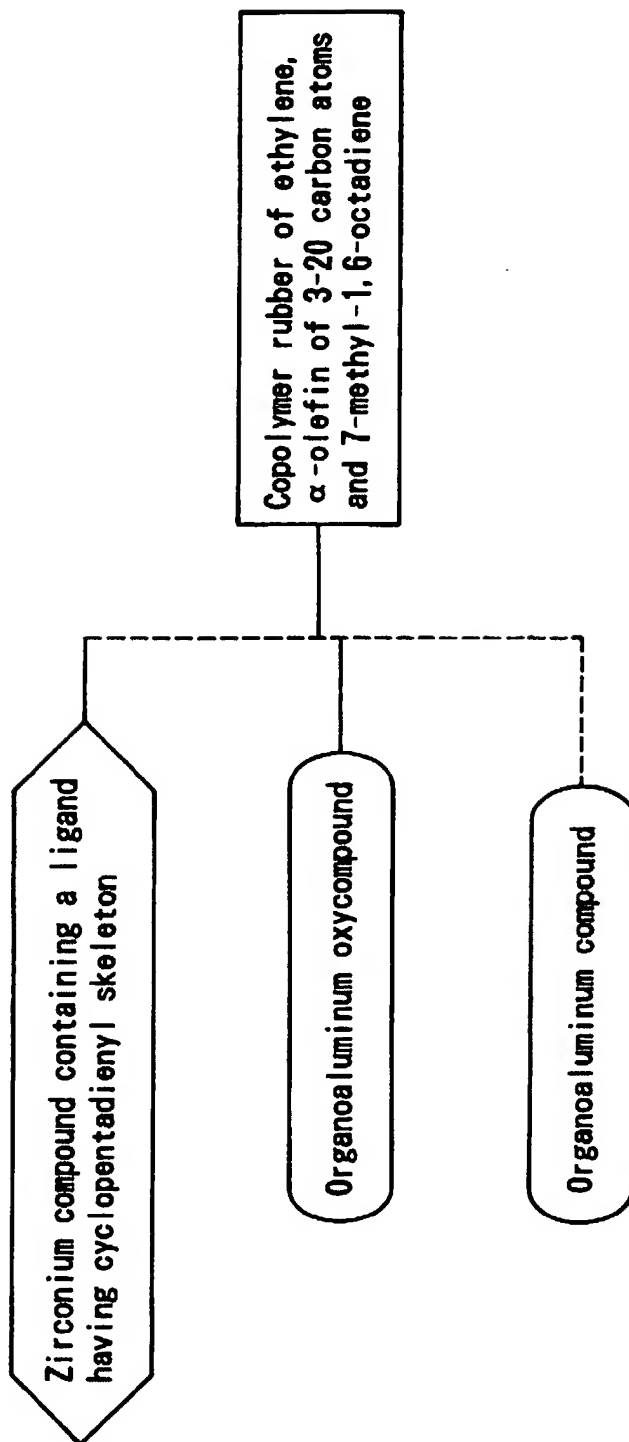 Zirconium compound containing a ligand
having cyclopentadienyl skeleton
Organoaluminum oxycompound
Organoaluminum compound
Copolymer rubber of ethylene,
α-olefin of 3-20 carbon atoms
and 7-methyl-1,6-octadiene